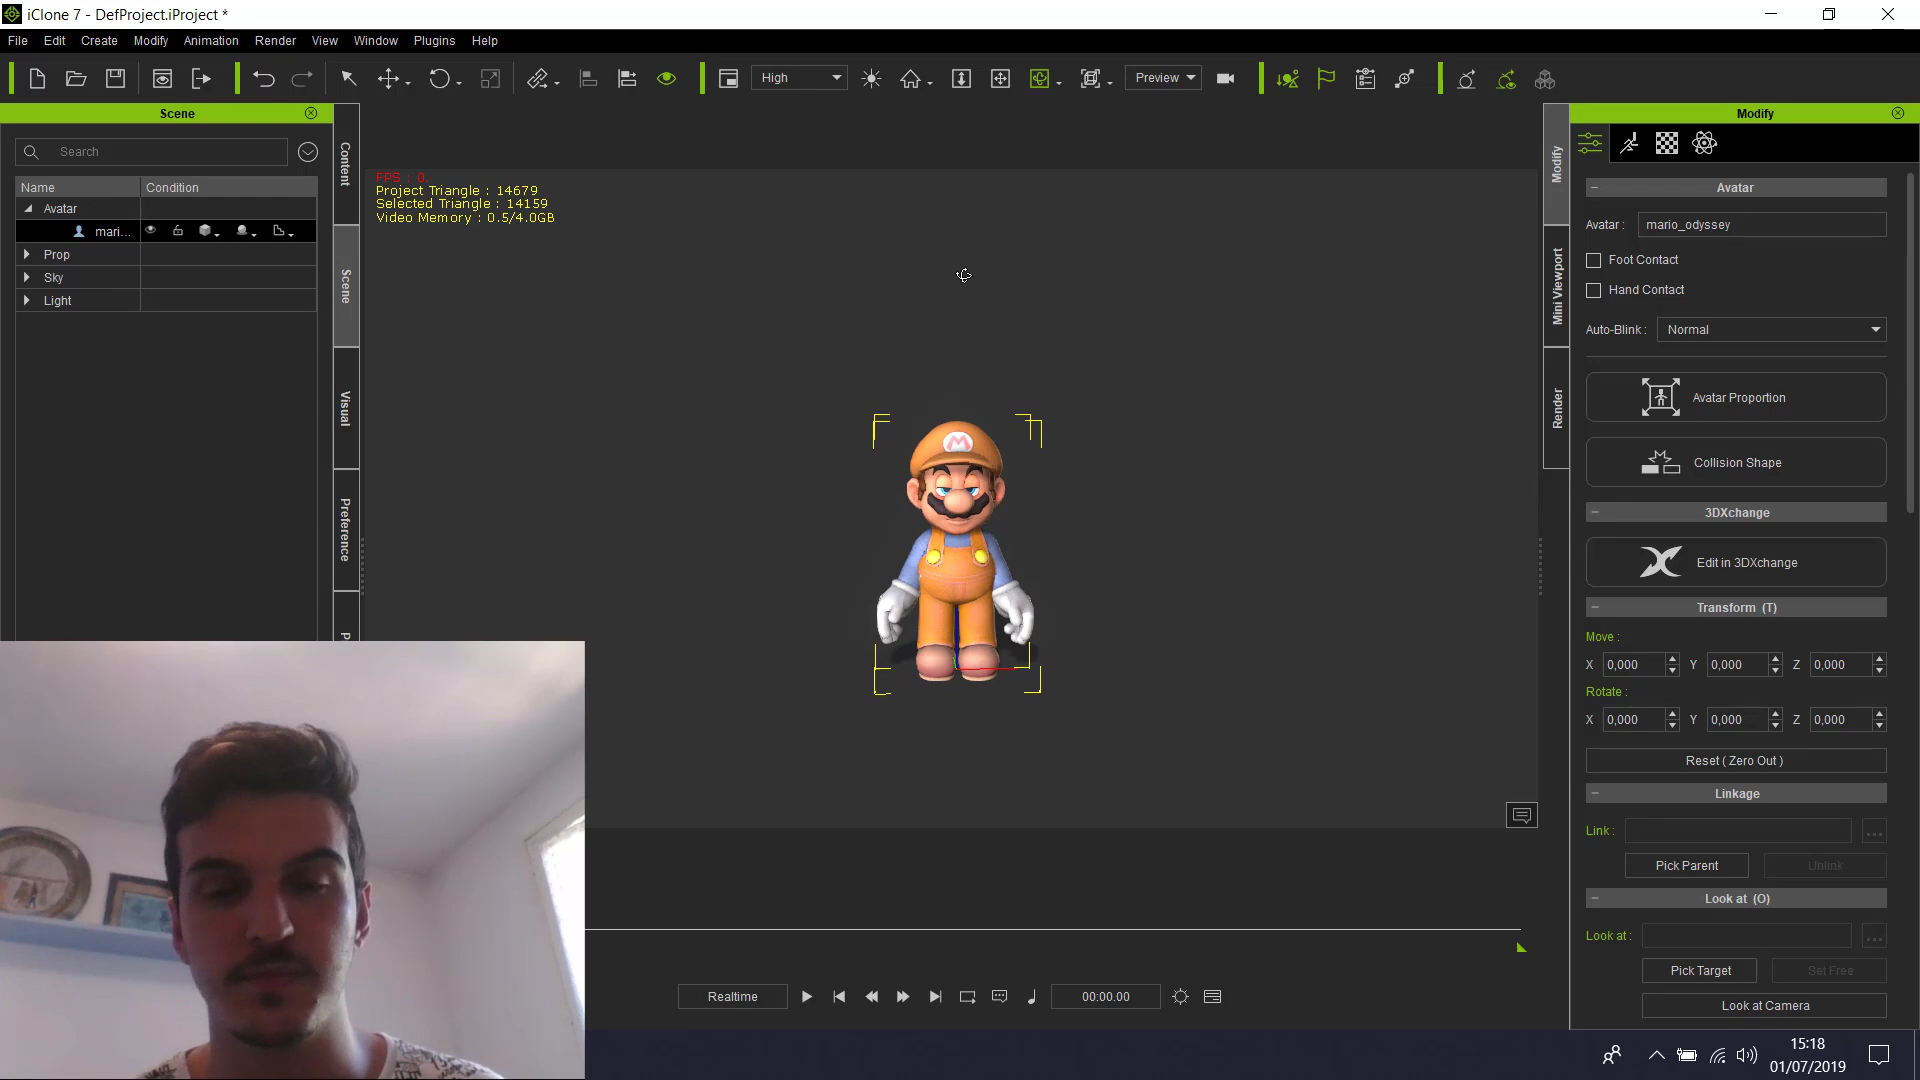 iClone 7 - DefProject.iProject *
File Edit Create Modify Animation Render View Window Plugins Help
High
Preview
Scene
Search
Name Condition
Avatar
mari...
Prop
Sky
Light
Content
Scene
Visual
Preference
P
FPS : 0.
Project Triangle : 14679
Selected Triangle : 14159
Video Memory : 0.5/4.0GB
M
Modify
Mini Viewport
Render
Modify
Avatar
Avatar : mario_odyssey
Foot Contact
Hand Contact
Auto-Blink : Normal
Avatar Proportion
Collision Shape
3DXchange
Edit in 3DXchange
Transform (T)
Move :
X 0,000 Y 0,000 Z 0,000
Rotate :
X 0,000 Y 0,000 Z 0,000
Reset ( Zero Out )
Linkage
Link : ...
Pick Parent Unlink
Look at (O)
Look at : ...
Pick Target Set Free
Look at Camera
Realtime 00:00.00
15:18
01/07/2019